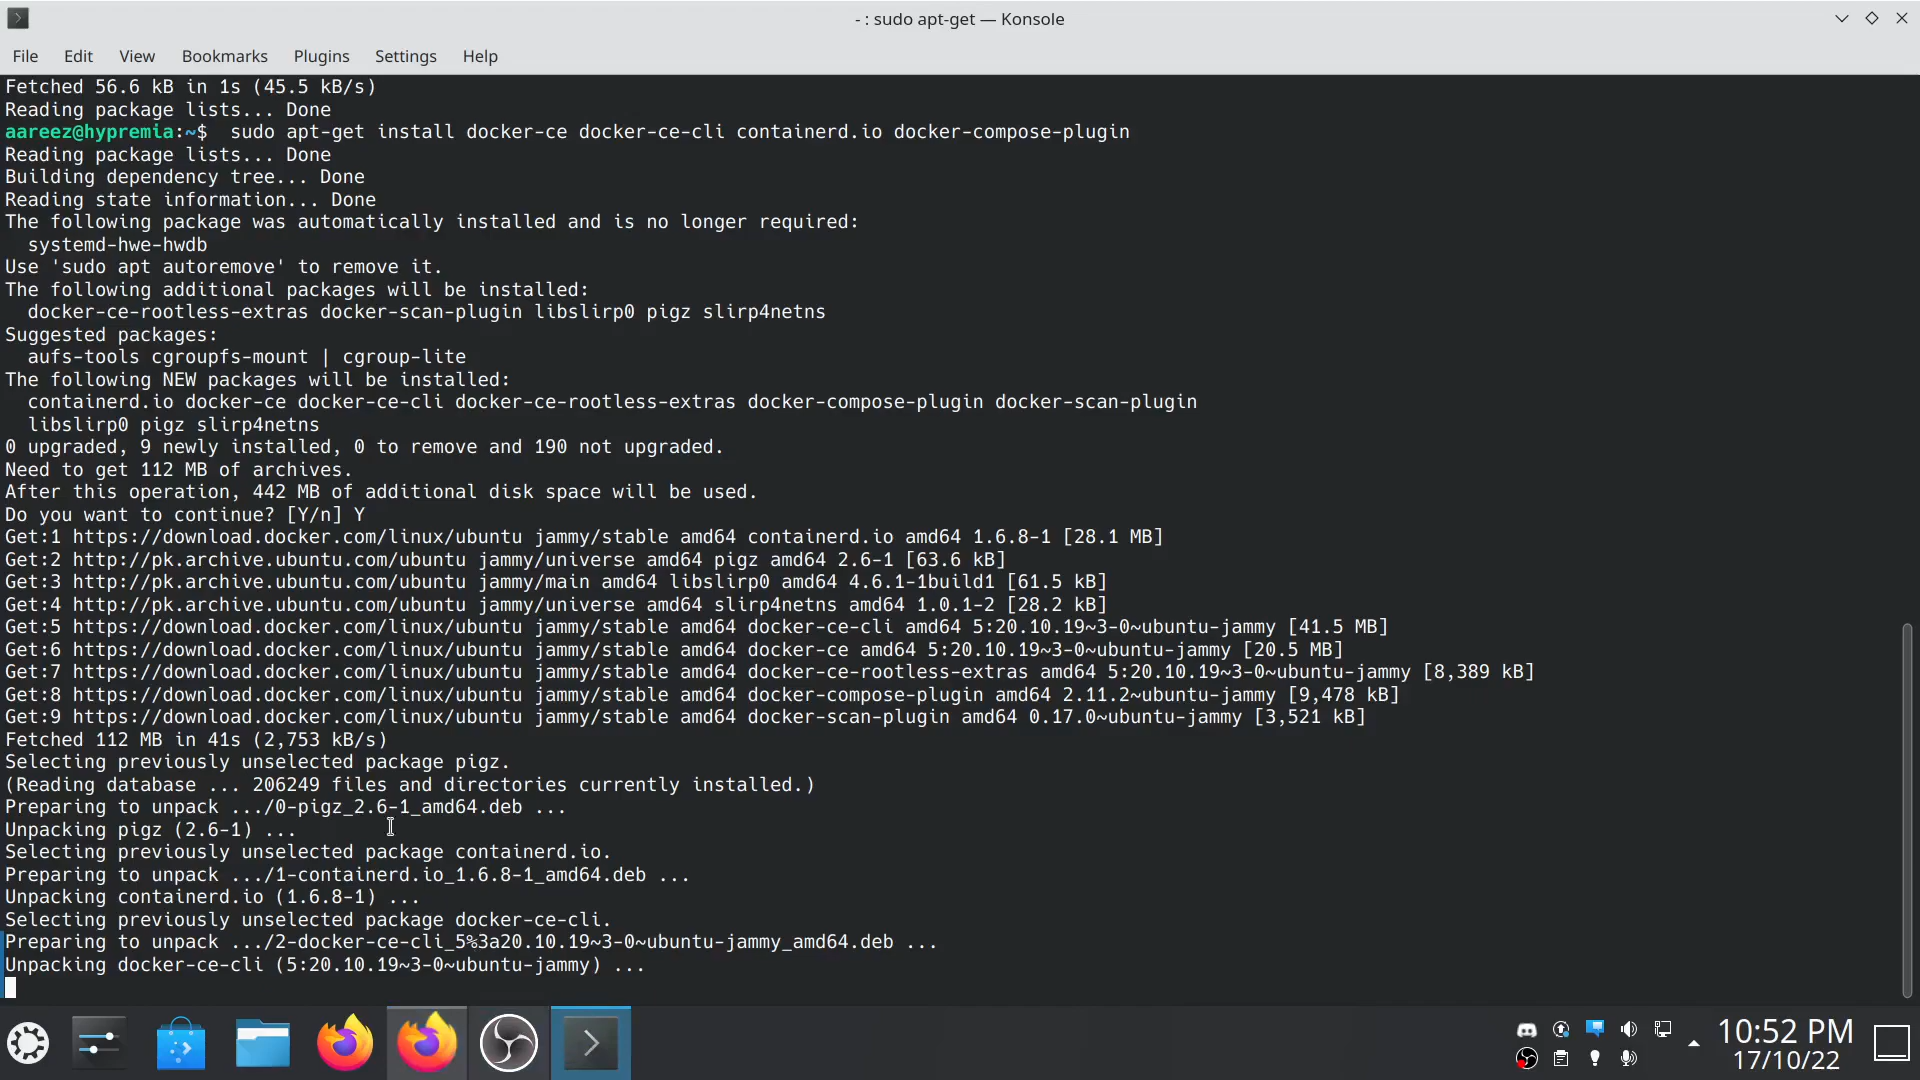 - : sudo apt-get — Konsole
File Edit View Bookmarks Plugins Settings Help
Fetched 56.6 kB in 1s (45.5 kB/s)
Reading package lists... Done
aareez@hypremia:~$  sudo apt-get install docker-ce docker-ce-cli containerd.io docker-compose-plugin
Reading package lists... Done
Building dependency tree... Done
Reading state information... Done
The following package was automatically installed and is no longer required:
  systemd-hwe-hwdb
Use 'sudo apt autoremove' to remove it.
The following additional packages will be installed:
  docker-ce-rootless-extras docker-scan-plugin libslirp0 pigz slirp4netns
Suggested packages:
  aufs-tools cgroupfs-mount | cgroup-lite
The following NEW packages will be installed:
  containerd.io docker-ce docker-ce-cli docker-ce-rootless-extras docker-compose-plugin docker-scan-plugin
  libslirp0 pigz slirp4netns
0 upgraded, 9 newly installed, 0 to remove and 190 not upgraded.
Need to get 112 MB of archives.
After this operation, 442 MB of additional disk space will be used.
Do you want to continue? [Y/n] Y
Get:1 https://download.docker.com/linux/ubuntu jammy/stable amd64 containerd.io amd64 1.6.8-1 [28.1 MB]
Get:2 http://pk.archive.ubuntu.com/ubuntu jammy/universe amd64 pigz amd64 2.6-1 [63.6 kB]
Get:3 http://pk.archive.ubuntu.com/ubuntu jammy/main amd64 libslirp0 amd64 4.6.1-1build1 [61.5 kB]
Get:4 http://pk.archive.ubuntu.com/ubuntu jammy/universe amd64 slirp4netns amd64 1.0.1-2 [28.2 kB]
Get:5 https://download.docker.com/linux/ubuntu jammy/stable amd64 docker-ce-cli amd64 5:20.10.19~3-0~ubuntu-jammy [41.5 MB]
Get:6 https://download.docker.com/linux/ubuntu jammy/stable amd64 docker-ce amd64 5:20.10.19~3-0~ubuntu-jammy [20.5 MB]
Get:7 https://download.docker.com/linux/ubuntu jammy/stable amd64 docker-ce-rootless-extras amd64 5:20.10.19~3-0~ubuntu-jammy [8,389 kB]
Get:8 https://download.docker.com/linux/ubuntu jammy/stable amd64 docker-compose-plugin amd64 2.11.2~ubuntu-jammy [9,478 kB]
Get:9 https://download.docker.com/linux/ubuntu jammy/stable amd64 docker-scan-plugin amd64 0.17.0~ubuntu-jammy [3,521 kB]
Fetched 112 MB in 41s (2,753 kB/s)
Selecting previously unselected package pigz.
(Reading database ... 206249 files and directories currently installed.)
Preparing to unpack .../0-pigz_2.6-1_amd64.deb ...
Unpacking pigz (2.6-1) ...
Selecting previously unselected package containerd.io.
Preparing to unpack .../1-containerd.io_1.6.8-1_amd64.deb ...
Unpacking containerd.io (1.6.8-1) ...
Selecting previously unselected package docker-ce-cli.
Preparing to unpack .../2-docker-ce-cli_5%3a20.10.19~3-0~ubuntu-jammy_amd64.deb ...
Unpacking docker-ce-cli (5:20.10.19~3-0~ubuntu-jammy) ...
10:52 PM
17/10/22